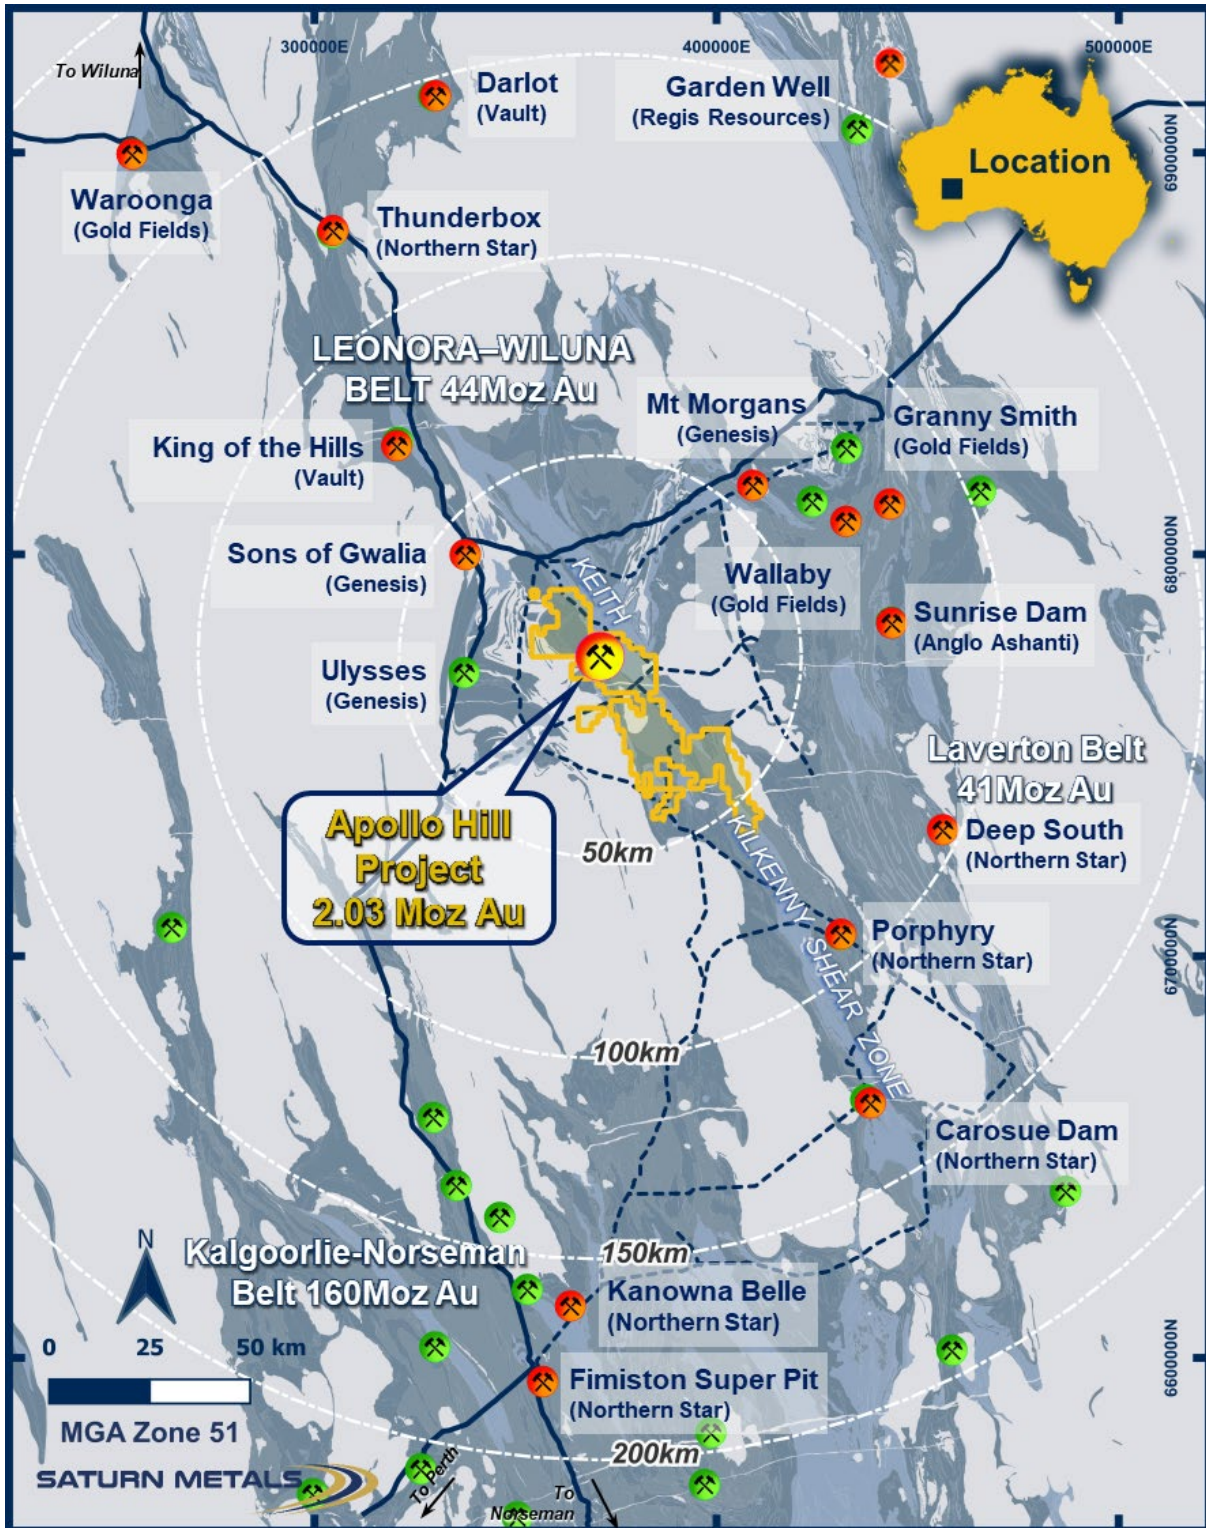 300000E
400000E
500000E
To Wiluna
Darlot
(Vault)
Garden Well
(Regis Resources)
Location
6900000N
Waroonga
(Gold Fields)
Thunderbox
(Northern Star)
LEONORA–WILUNA
BELT 44Moz Au
Mt Morgans
(Genesis)
Granny Smith
(Gold Fields)
King of the Hills
(Vault)
Sons of Gwalia
(Genesis)
KEITH
Wallaby
(Gold Fields)
6800000N
Sunrise Dam
(Anglo Ashanti)
Ulysses
(Genesis)
Laverton Belt
41Moz Au
Apollo Hill
Project
2.03 Moz Au
50km
KILKENNY
SHEAR
ZONE
Deep South
(Northern Star)
Porphyry
(Northern Star)
6700000N
100km
Carosue Dam
(Northern Star)
N
Kalgoorlie-Norseman
Belt 160Moz Au
150km
Kanowna Belle
(Northern Star)
0 25 50 km
Fimiston Super Pit
(Northern Star)
6600000N
MGA Zone 51
200km
SATURN METALS
To Perth
To
Norseman